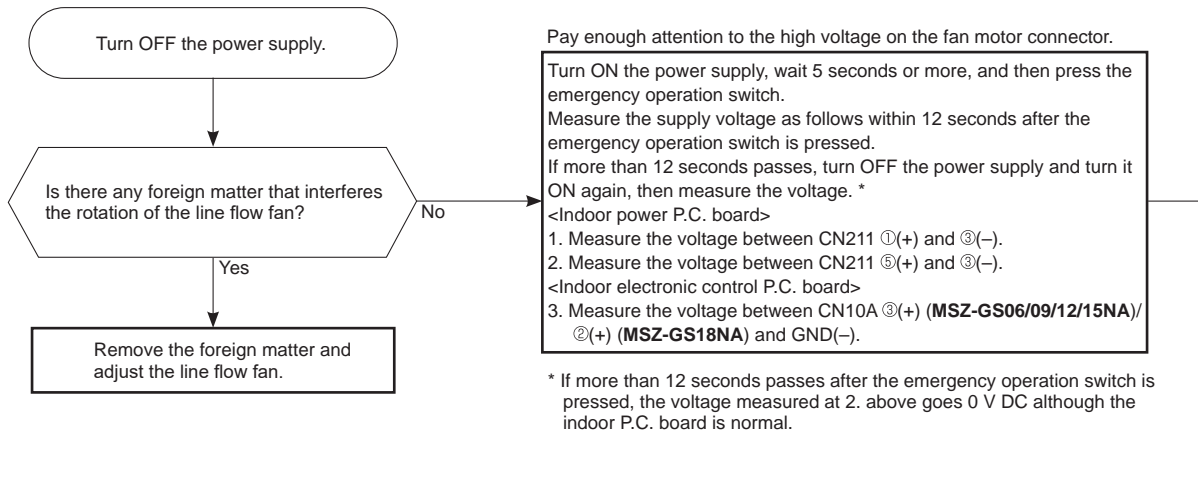 Turn OFF the power supply.
Is there any foreign matter that interferes
the rotation of the line flow fan?
No
Yes
Remove the foreign matter and
adjust the line flow fan.
Pay enough attention to the high voltage on the fan motor connector.
Turn ON the power supply, wait 5 seconds or more, and then press the
emergency operation switch.
Measure the supply voltage as follows within 12 seconds after the
emergency operation switch is pressed.
If more than 12 seconds passes, turn OFF the power supply and turn it
ON again, then measure the voltage. *
<Indoor power P.C. board>
1. Measure the voltage between CN211 ①(+) and ③(–).
2. Measure the voltage between CN211 ⑤(+) and ③(–).
<Indoor electronic control P.C. board>
3. Measure the voltage between CN10A ③(+) (MSZ-GS06/09/12/15NA)/
②(+) (MSZ-GS18NA) and GND(–).
* If more than 12 seconds passes after the emergency operation switch is
pressed, the voltage measured at 2. above goes 0 V DC although the
indoor P.C. board is normal.